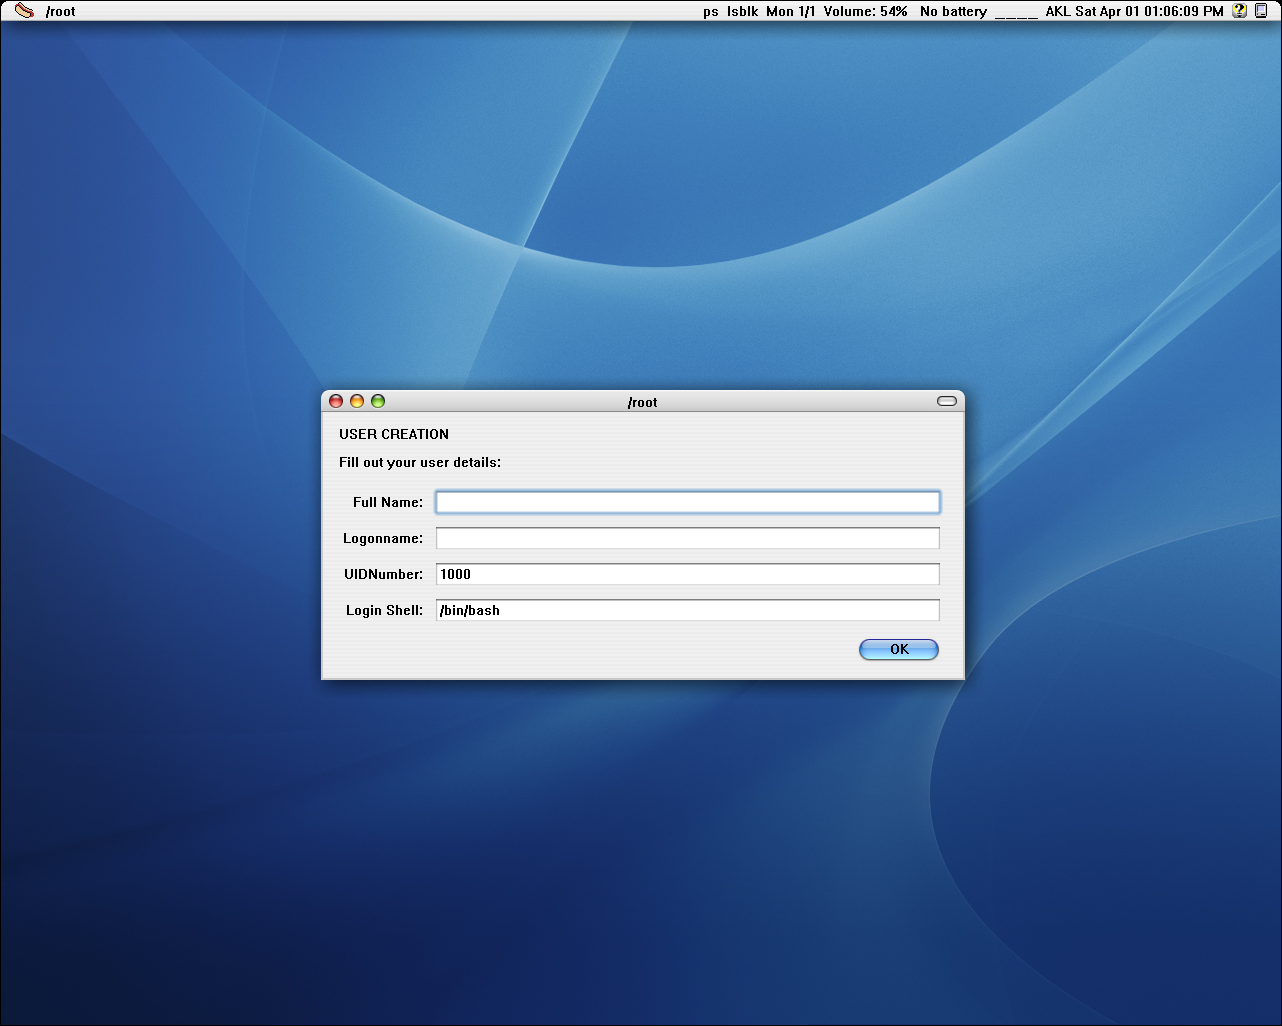 /root ps lsblk Mon 1/1 Volume: 54% No battery ____ AKL Sat Apr 01 01:06:09 PM
/root
USER CREATION
Fill out your user details:
Full Name:
Logonname:
UIDNumber: 1000
Login Shell: /bin/bash
OK